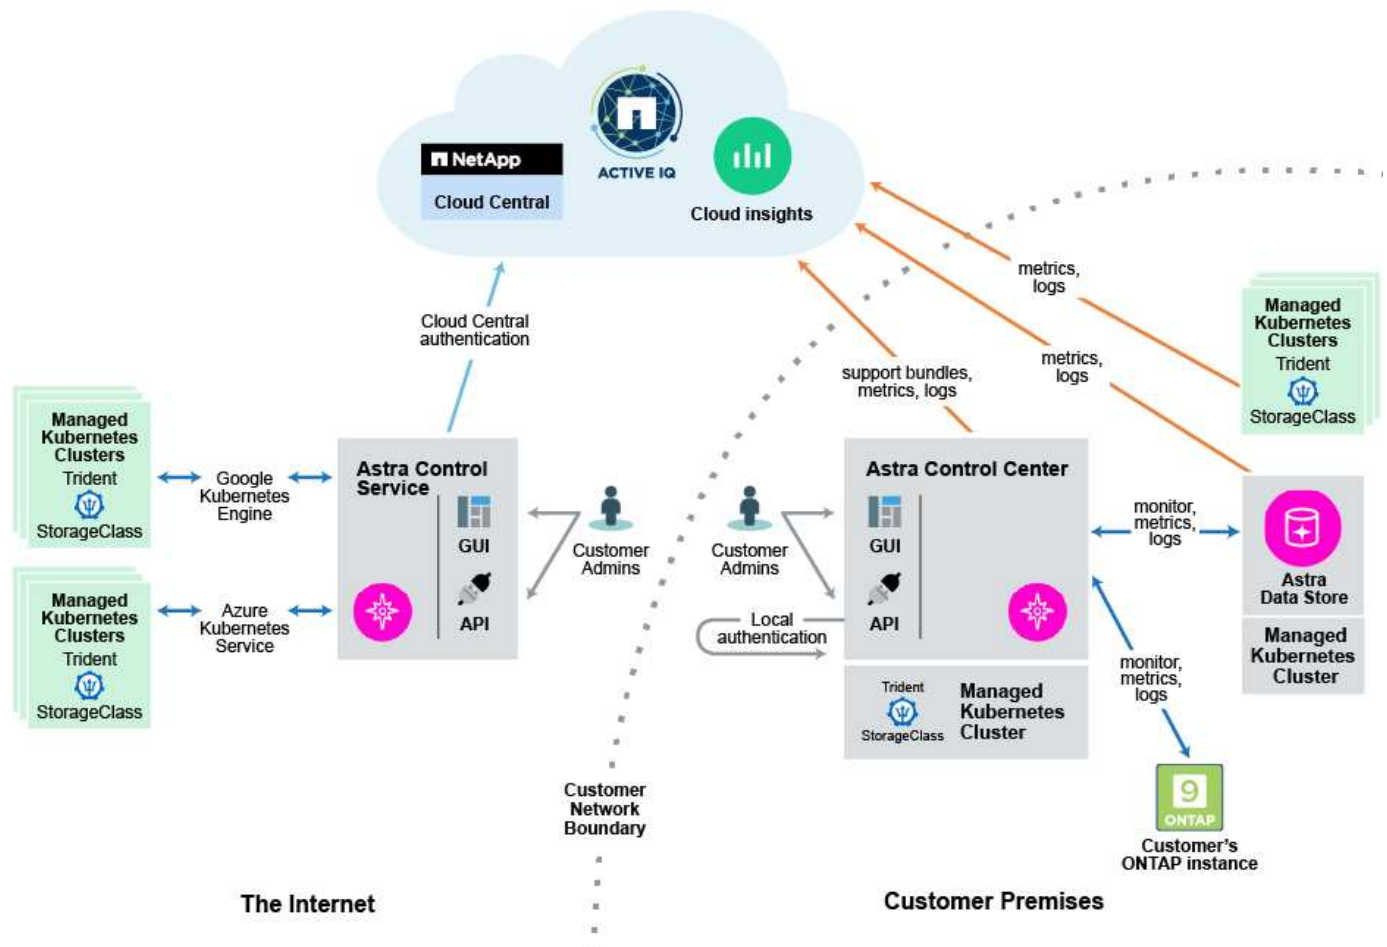 ACTIVE IQ
NetApp
Cloud Central
Cloud insights
metrics,
logs
metrics,
logs
support bundles,
metrics, logs
Cloud Central
authentication
Managed
Kubernetes
Clusters
Trident
StorageClass
Google
Kubernetes
Engine
Managed
Kubernetes
Clusters
Trident
StorageClass
Azure
Kubernetes
Service
Astra Control
Service
GUI
API
Customer
Admins
Customer
Admins
Local
authentication
Astra Control Center
GUI
API
Trident
StorageClass
Managed
Kubernetes
Cluster
monitor,
metrics,
logs
monitor,
metrics,
logs
Managed
Kubernetes
Clusters
Trident
StorageClass
Astra
Data Store
Managed
Kubernetes
Cluster
9
ONTAP
Customer's
ONTAP instance
Customer
Network
Boundary
The Internet
Customer Premises